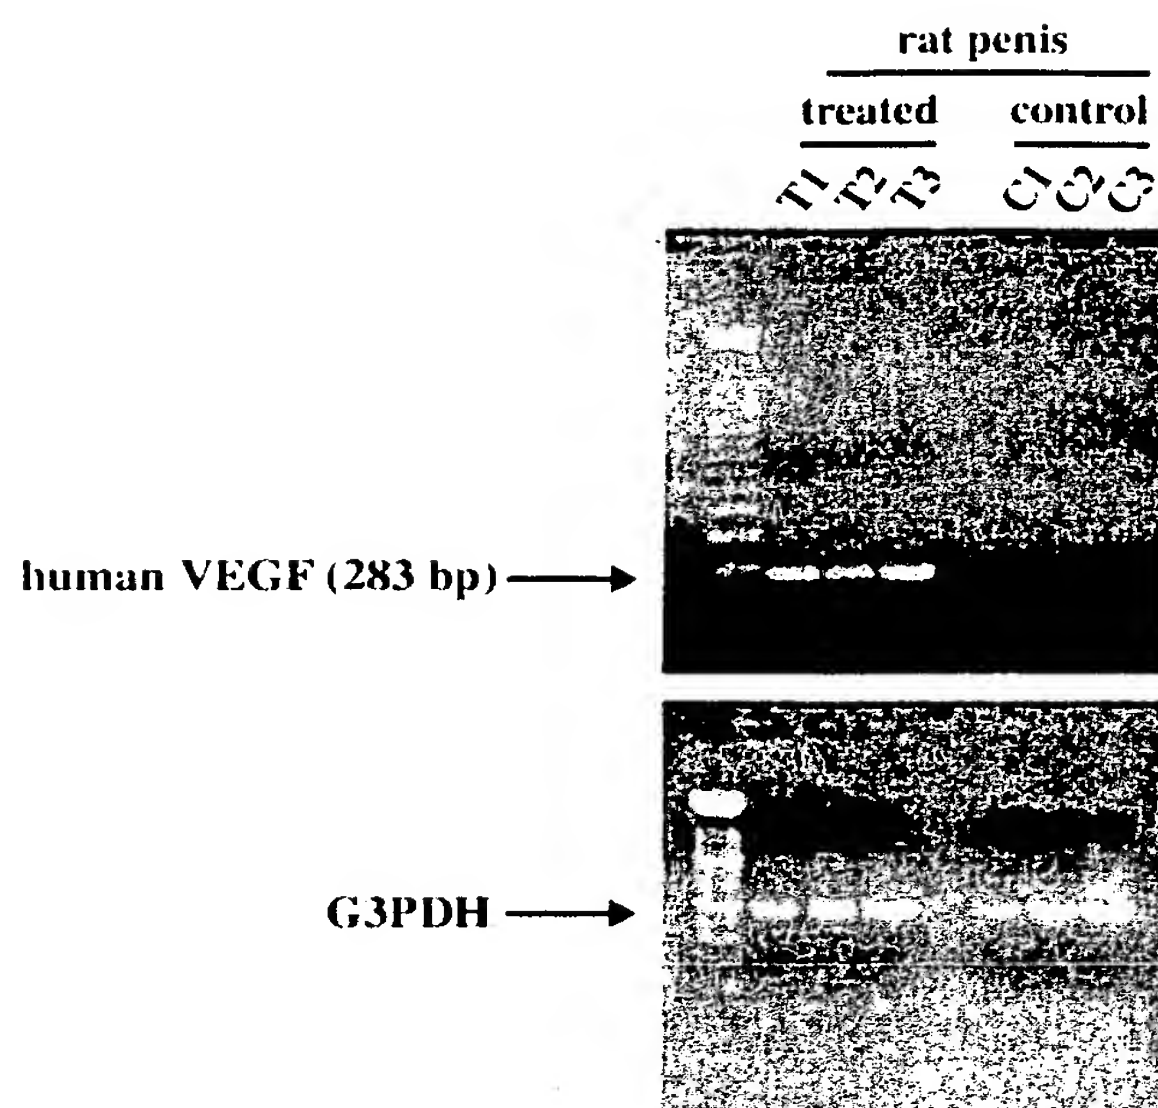 rat penis
treated control
T1 T2 T3 C1 C2 C3
human VEGF (283 bp)
G3PDH